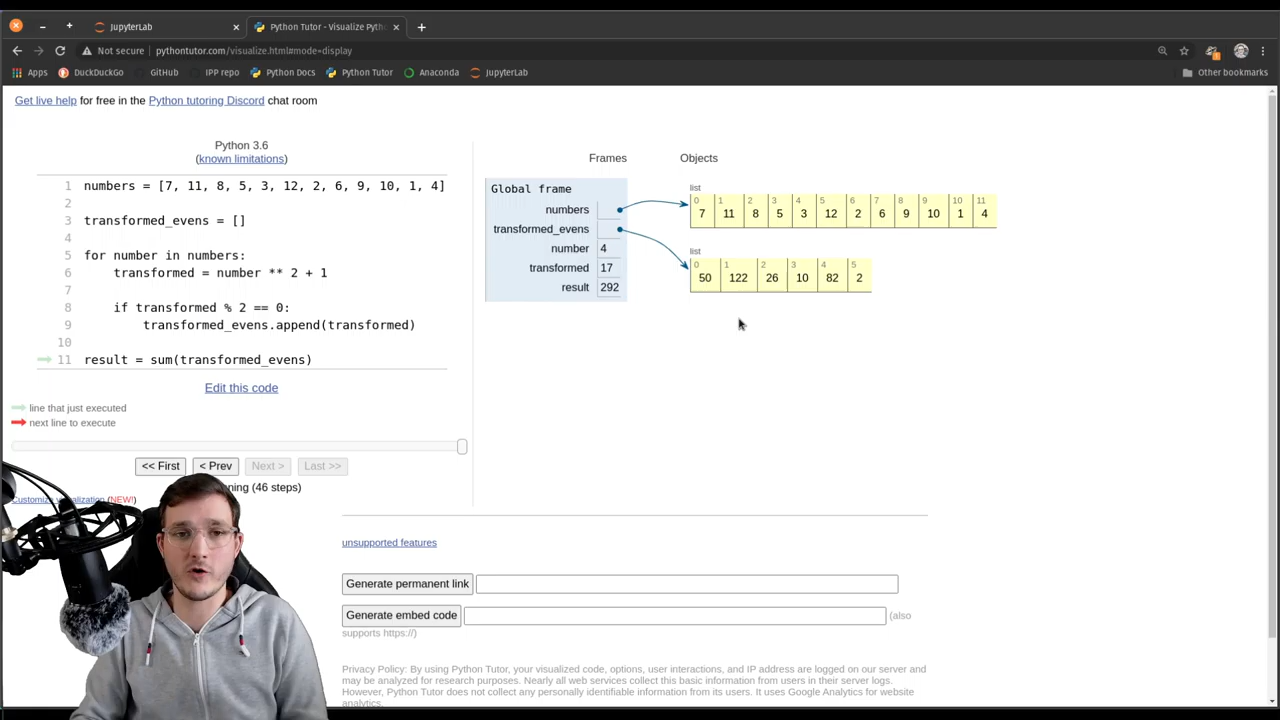 JupyterLab
Python Tutor - Visualize Pyth
Not secure | pythontutor.com/visualize.html#mode=display
Apps DuckDuckGo GitHub IPP repo Python Docs Python Tutor Anaconda JupyterLab Other bookmarks
Get live help for free in the Python tutoring Discord chat room
Python 3.6
(known limitations)
1 numbers = [7, 11, 8, 5, 3, 12, 2, 6, 9, 10, 1, 4]
2
3 transformed_evens = []
4
5 for number in numbers:
6 transformed = number ** 2 + 1
7
8 if transformed % 2 == 0:
9 transformed_evens.append(transformed)
10
11 result = sum(transformed_evens)
Edit this code
line that just executed
next line to execute
<< First < Prev Next > Last >>
ning (46 steps)
Customiz (NEW!)
Frames Objects
Global frame
numbers
transformed_evens
number 4
transformed 17
result 292
list
0 1 2 3 4 5 6 7 8 9 10 11
7 11 8 5 3 12 2 6 9 10 1 4
list
0 1 2 3 4 5
50 122 26 10 82 2
unsupported features
Generate permanent link
Generate embed code (also
supports https://)
Privacy Policy: By using Python Tutor, your visualized code, options, user interactions, and IP address are logged on our server and
may be analyzed for research purposes. Nearly all web services collect this basic information from users in their server logs.
However, Python Tutor does not collect any personally identifiable information from its users. It uses Google Analytics for website
analytics.